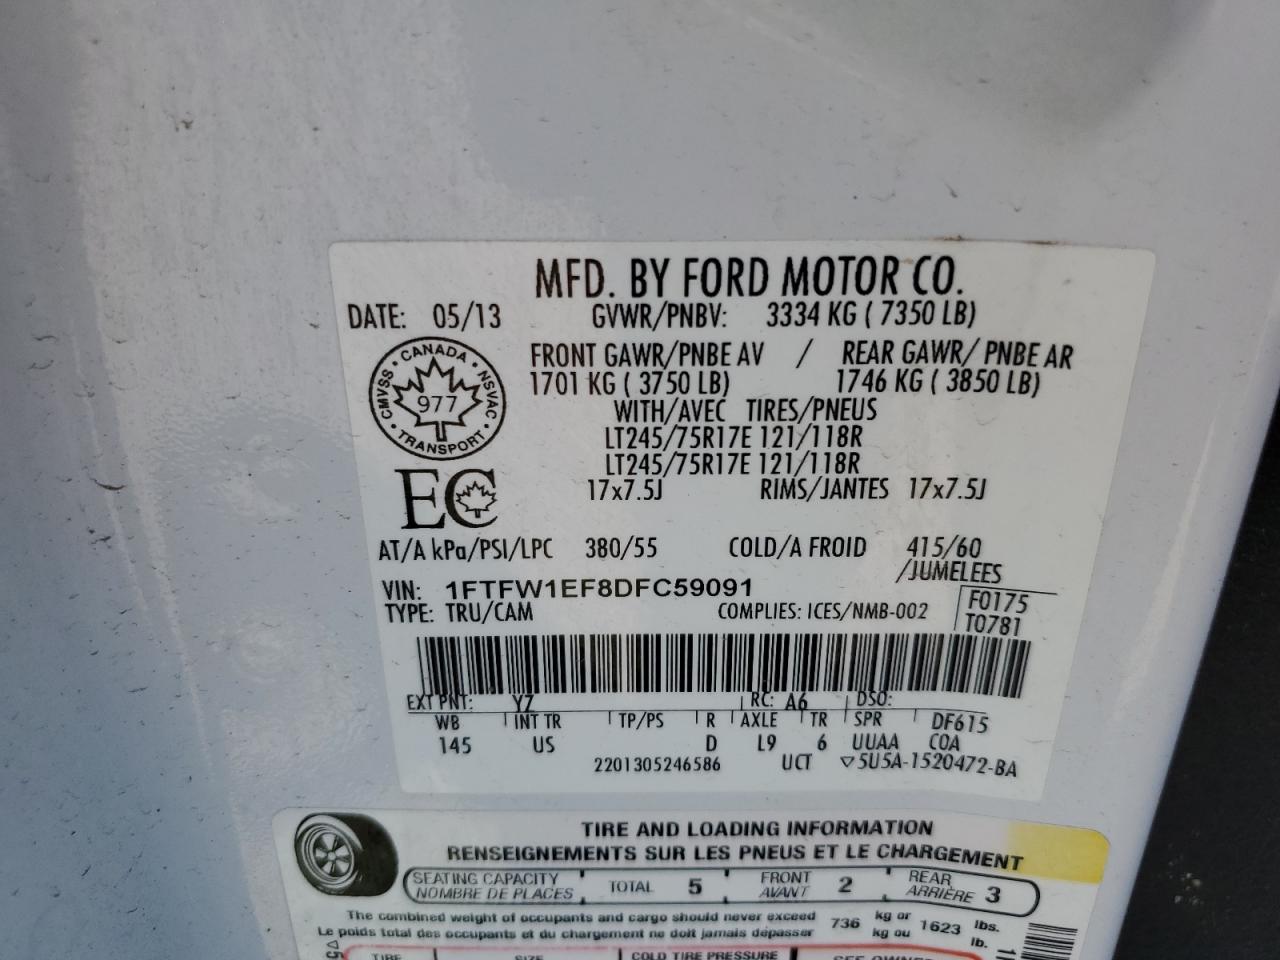 MFD. BY FORD MOTOR CO.
DATE: 05/13 GVWR/PNBV: 3334 KG ( 7350 LB)
FRONT GAWR/PNBE AV / REAR GAWR/ PNBE AR
1701 KG ( 3750 LB) 1746 KG ( 3850 LB)
WITH/AVEC TIRES/PNEUS
LT245/75R17E 121/118R
LT245/75R17E 121/118R
17x7.5J RIMS/JANTES 17x7.5J
CANADA
CMVSS 977 NSVAC
TRANSPORT
EC
AT/A kPa/PSI/LPC 380/55 COLD/A FROID 415/60
/JUMELEES
VIN: 1FTFW1EF8DFC59091
F0175
TYPE: TRU/CAM COMPLIES: ICES/NMB-002
T0781
EXT PNT: YZ RC: A6 DSO:
WB INT TR TP/PS R AXLE TR SPR DF615
145 US D L9 6 UUAA COA
2201305246586 UCT ▽5U5A-1520472-BA
TIRE AND LOADING INFORMATION
RENSEIGNEMENTS SUR LES PNEUS ET LE CHARGEMENT
SEATING CAPACITY TOTAL 5 FRONT 2 REAR 3
NOMBRE DE PLACES AVANT ARRIÈRE
The combined weight of occupants and cargo should never exceed 736 kg or 1623 lbs.
Le poids total des occupants et du chargement ne doit jamais dépasser kg ou lb.
TIRE SIZE COLD TIRE PRESSURE SEE OWNER